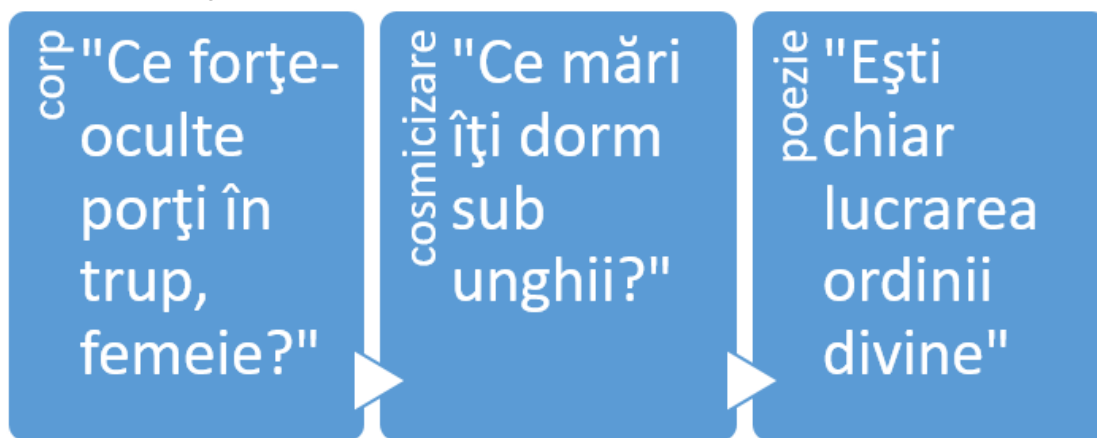 corp
"Ce forţe-
oculte
porţi în
trup,
femeie?"
cosmicizare
"Ce mări
îţi dorm
sub
unghii?"
poezie
"Eşti
chiar
lucrarea
ordinii
divine"